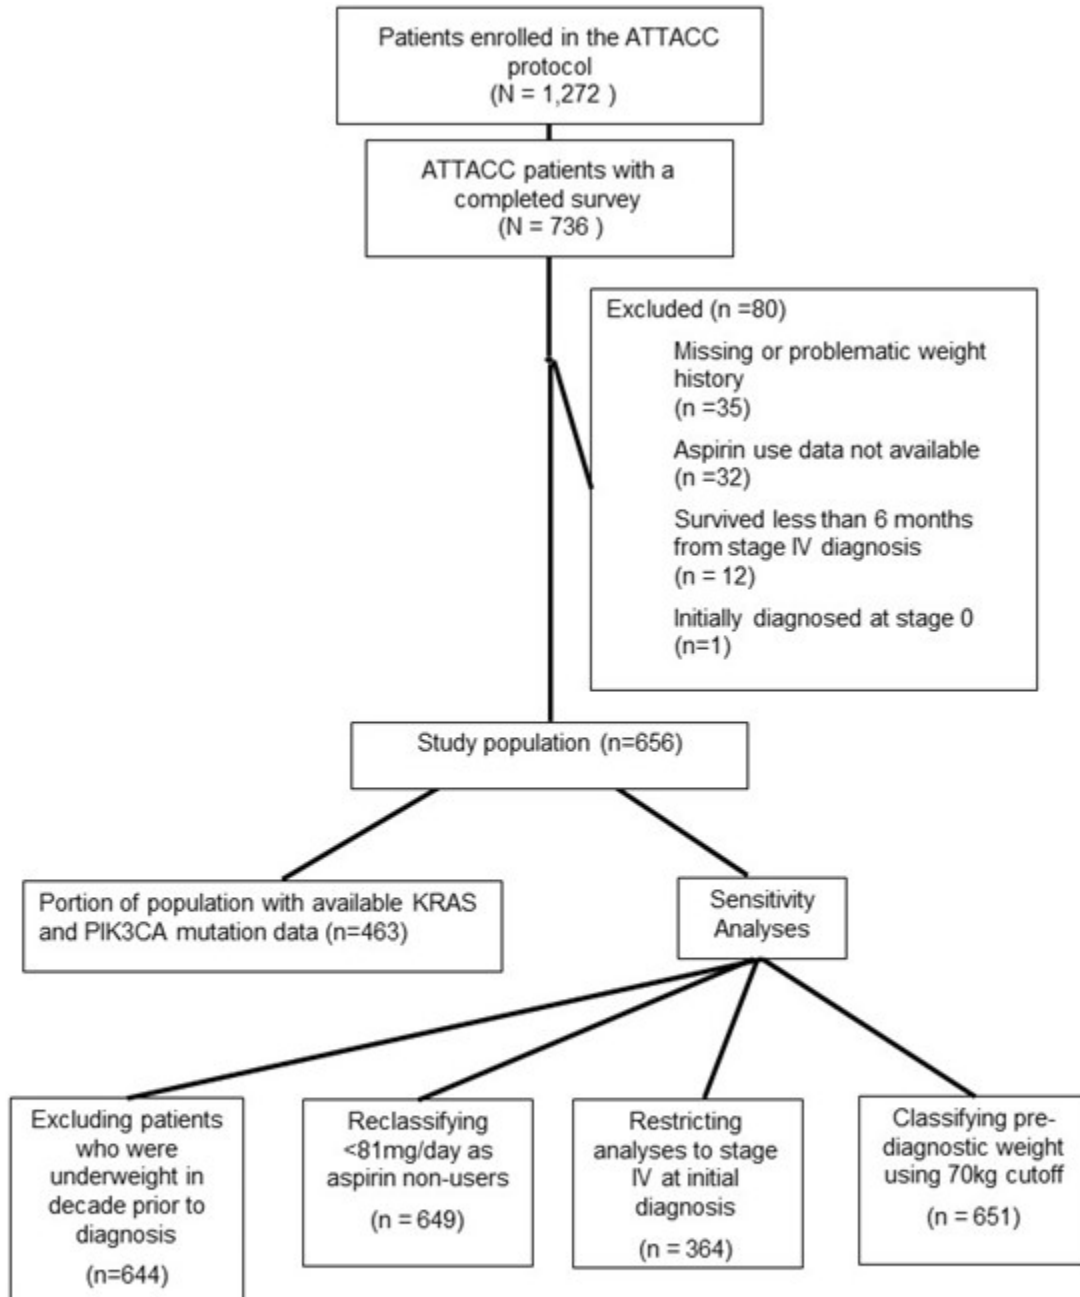 Patients enrolled in the ATTACC
protocol
(N = 1,272 )
ATTACC patients with a
completed survey
(N = 736 )
Excluded (n =80)
Missing or problematic weight
history
(n =35)
Aspirin use data not available
(n =32)
Survived less than 6 months
from stage IV diagnosis
(n = 12)
Initially diagnosed at stage 0
(n=1)
Study population (n=656)
Portion of population with available KRAS
and PIK3CA mutation data (n=463)
Sensitivity
Analyses
Excluding patients
who were
underweight in
decade prior to
diagnosis
(n=644)
Reclassifying
<81mg/day as
aspirin non-users
(n = 649)
Restricting
analyses to stage
IV at initial
diagnosis
(n = 364)
Classifying pre-
diagnostic weight
using 70kg cutoff
(n = 651)